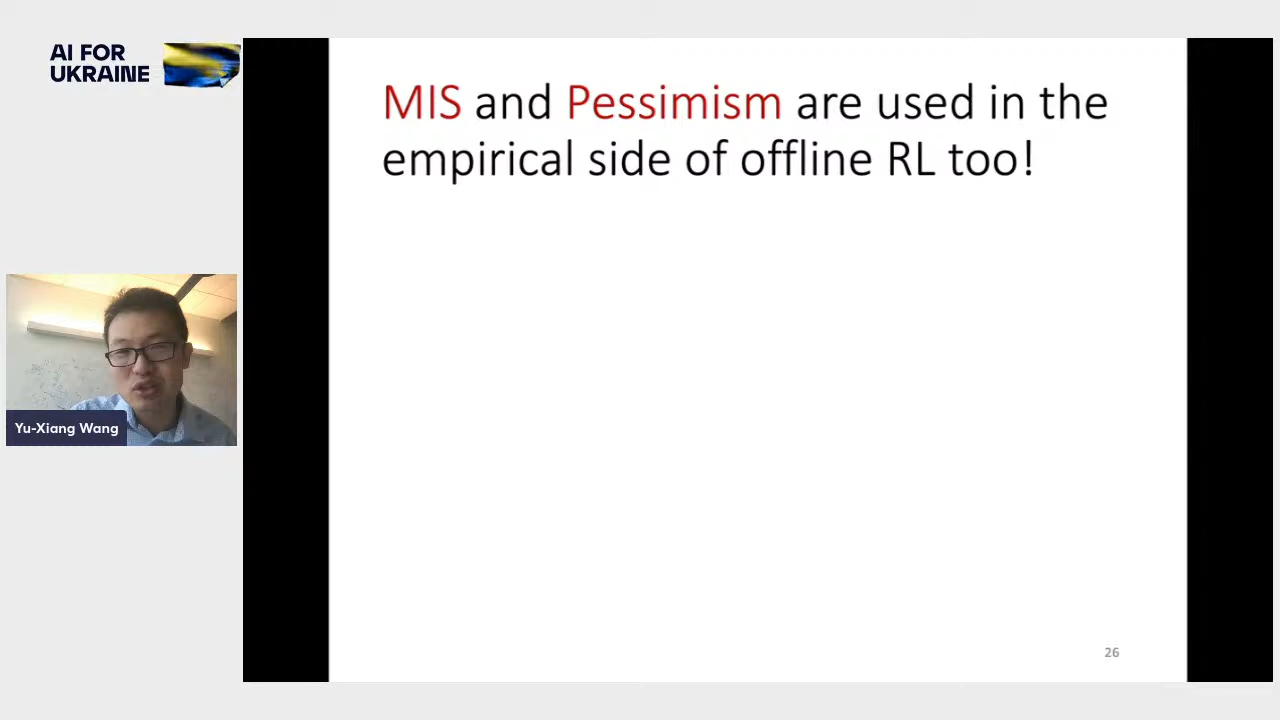 AI FOR
UKRAINE
MIS and Pessimism are used in the
empirical side of offline RL too!
Yu-Xiang Wang
26